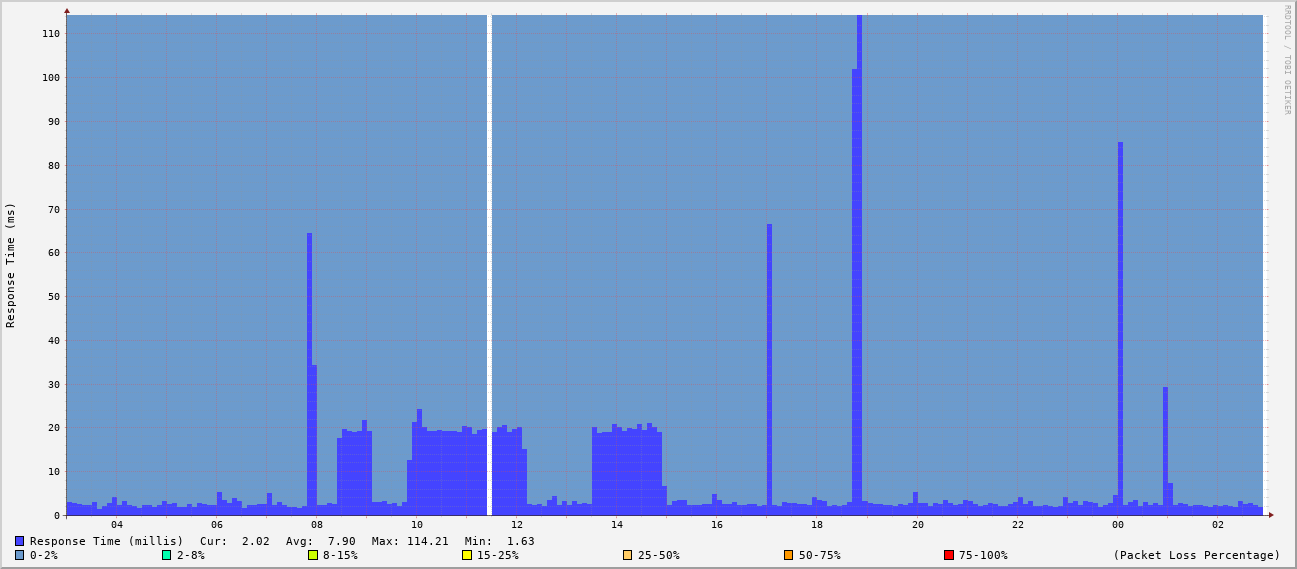 RRDTOOL / TOBI OETIKER
Response Time (ms)
110
100
90
80
70
60
50
40
30
20
10
0
04 06 08 10 12 14 16 18 20 22 00 02
Response Time (millis) Cur: 2.02 Avg: 7.90 Max: 114.21 Min: 1.63
0-2% 2-8% 8-15% 15-25% 25-50% 50-75% 75-100% (Packet Loss Percentage)